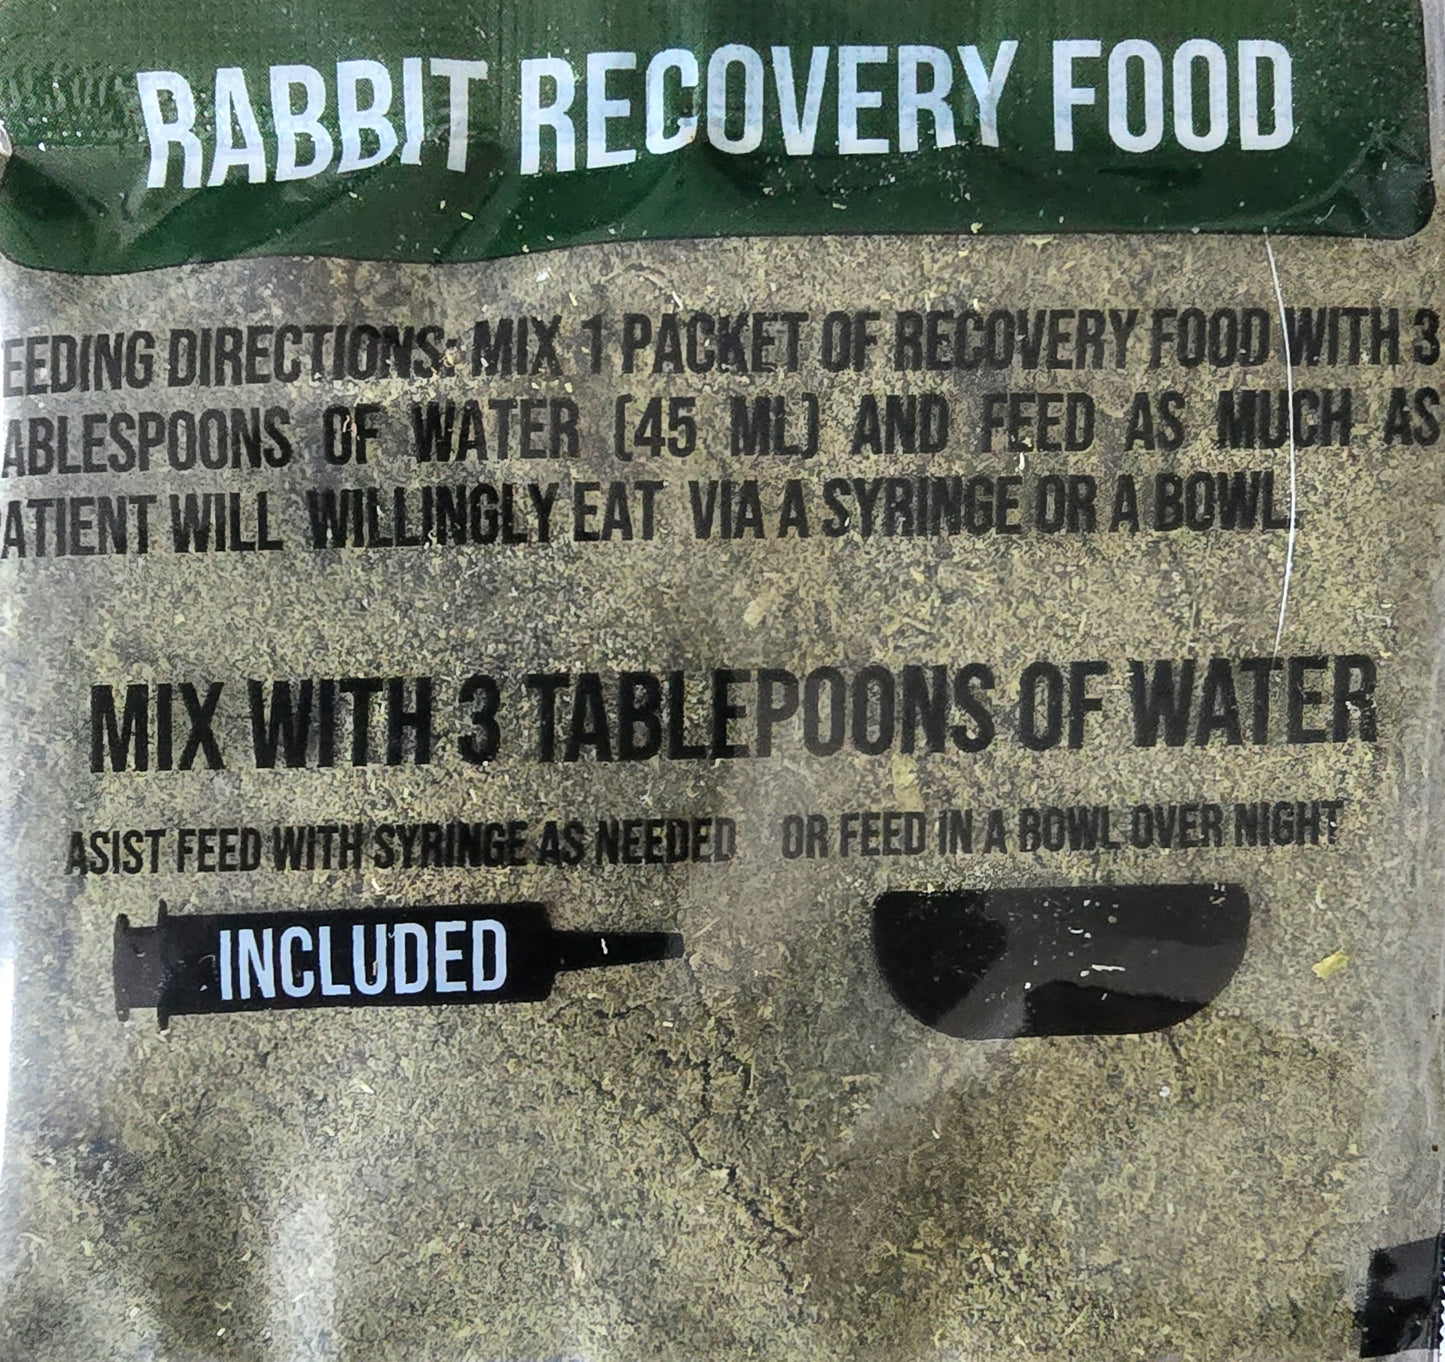 RABBIT RECOVERY FOOD
EEDING DIRECTIONS: MIX 1 PACKET OF RECOVERY FOOD WITH 3
ABLESPOONS OF WATER (45 ML) AND FEED AS MUCH AS
PATIENT WILL WILLINGLY EAT VIA A SYRINGE OR A BOWL.
MIX WITH 3 TABLEPOONS OF WATER
ASIST FEED WITH SYRINGE AS NEEDED OR FEED IN A BOWL OVER NIGHT
INCLUDED